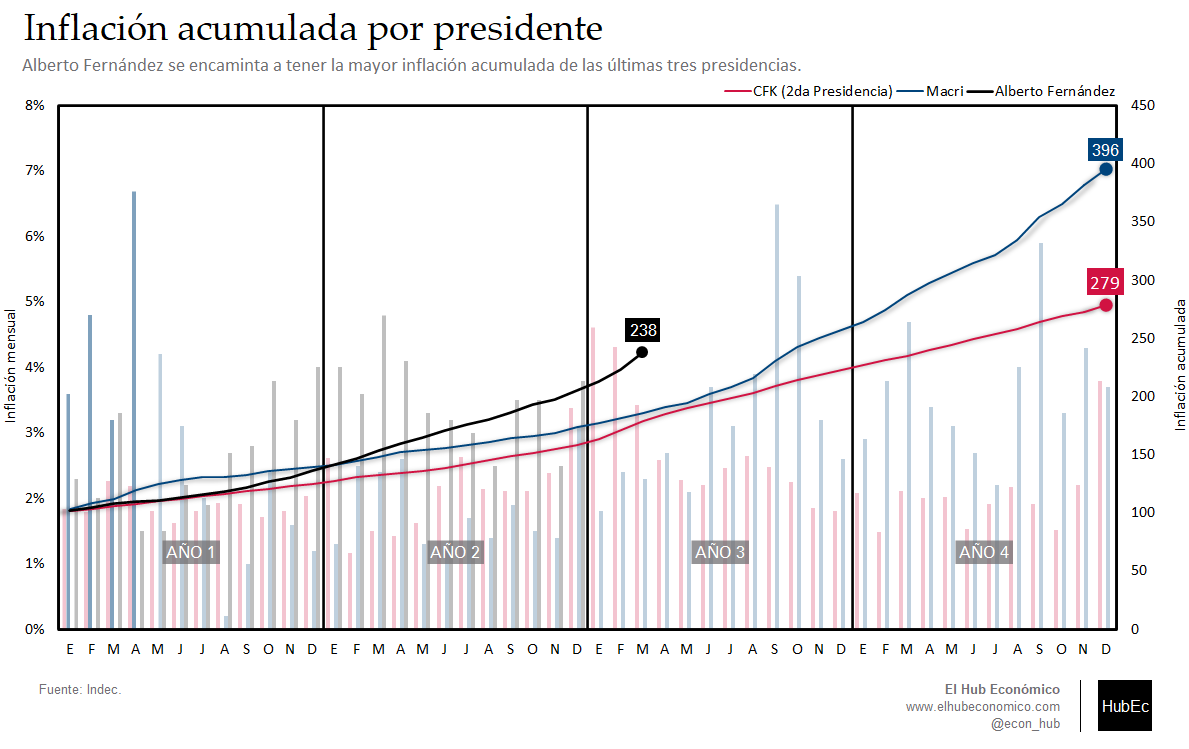 Inflación acumulada por presidente
Alberto Fernández se encaminta a tener la mayor inflación acumulada de las últimas tres presidencias.
CFK (2da Presidencia) Macri Alberto Fernández
8% 450
7% 400
6% 350
5% 300
4% 250
3% 200
2% 150
1% 100
0% 50
0
Inflación mensual
Inflación acumulada
396
279
238
AÑO 1 AÑO 2 AÑO 3 AÑO 4
E F M A M J J A S O N D E F M A M J J A S O N D E F M A M J J A S O N D E F M A M J J A S O N D
Fuente: Indec.
El Hub Económico
www.elhubeconomico.com
@econ_hub
HubEc